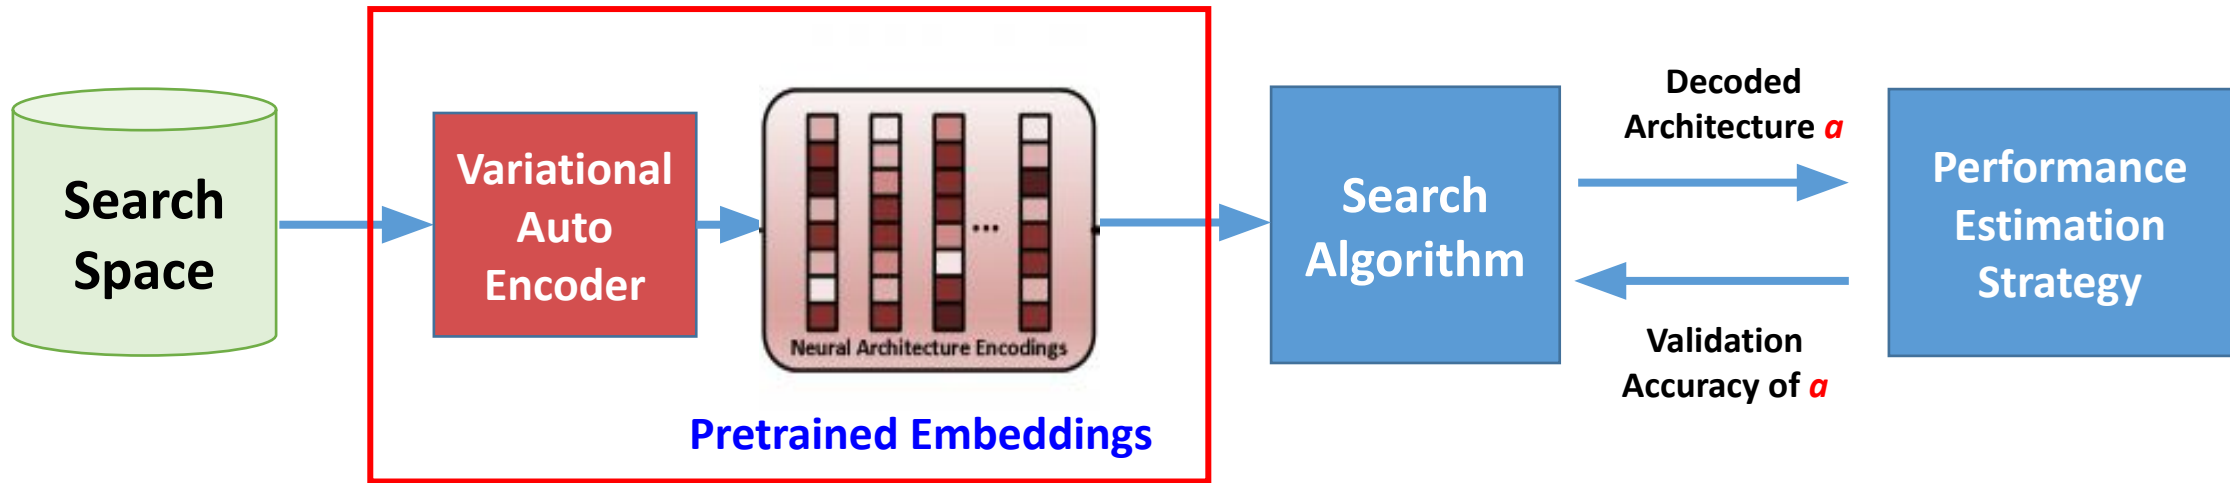 Search
Space
Variational
Auto
Encoder
...
Neural Architecture Encodings
Pretrained Embeddings
Search
Algorithm
Decoded
Architecture a
Validation
Accuracy of a
Performance
Estimation
Strategy